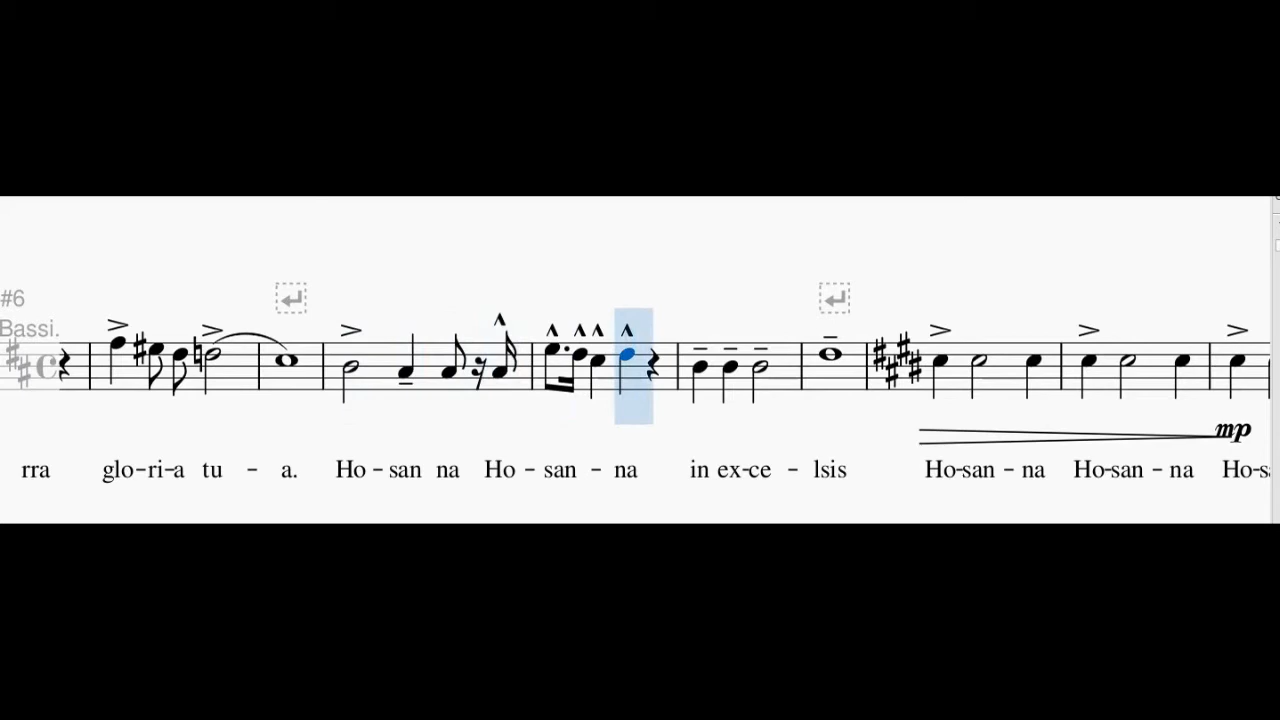 #6
Bassi.
mp
rra glo-ri-a tu - a. Ho - san na Ho - san - na in ex-ce - lsis Ho-san - na Ho-san - na